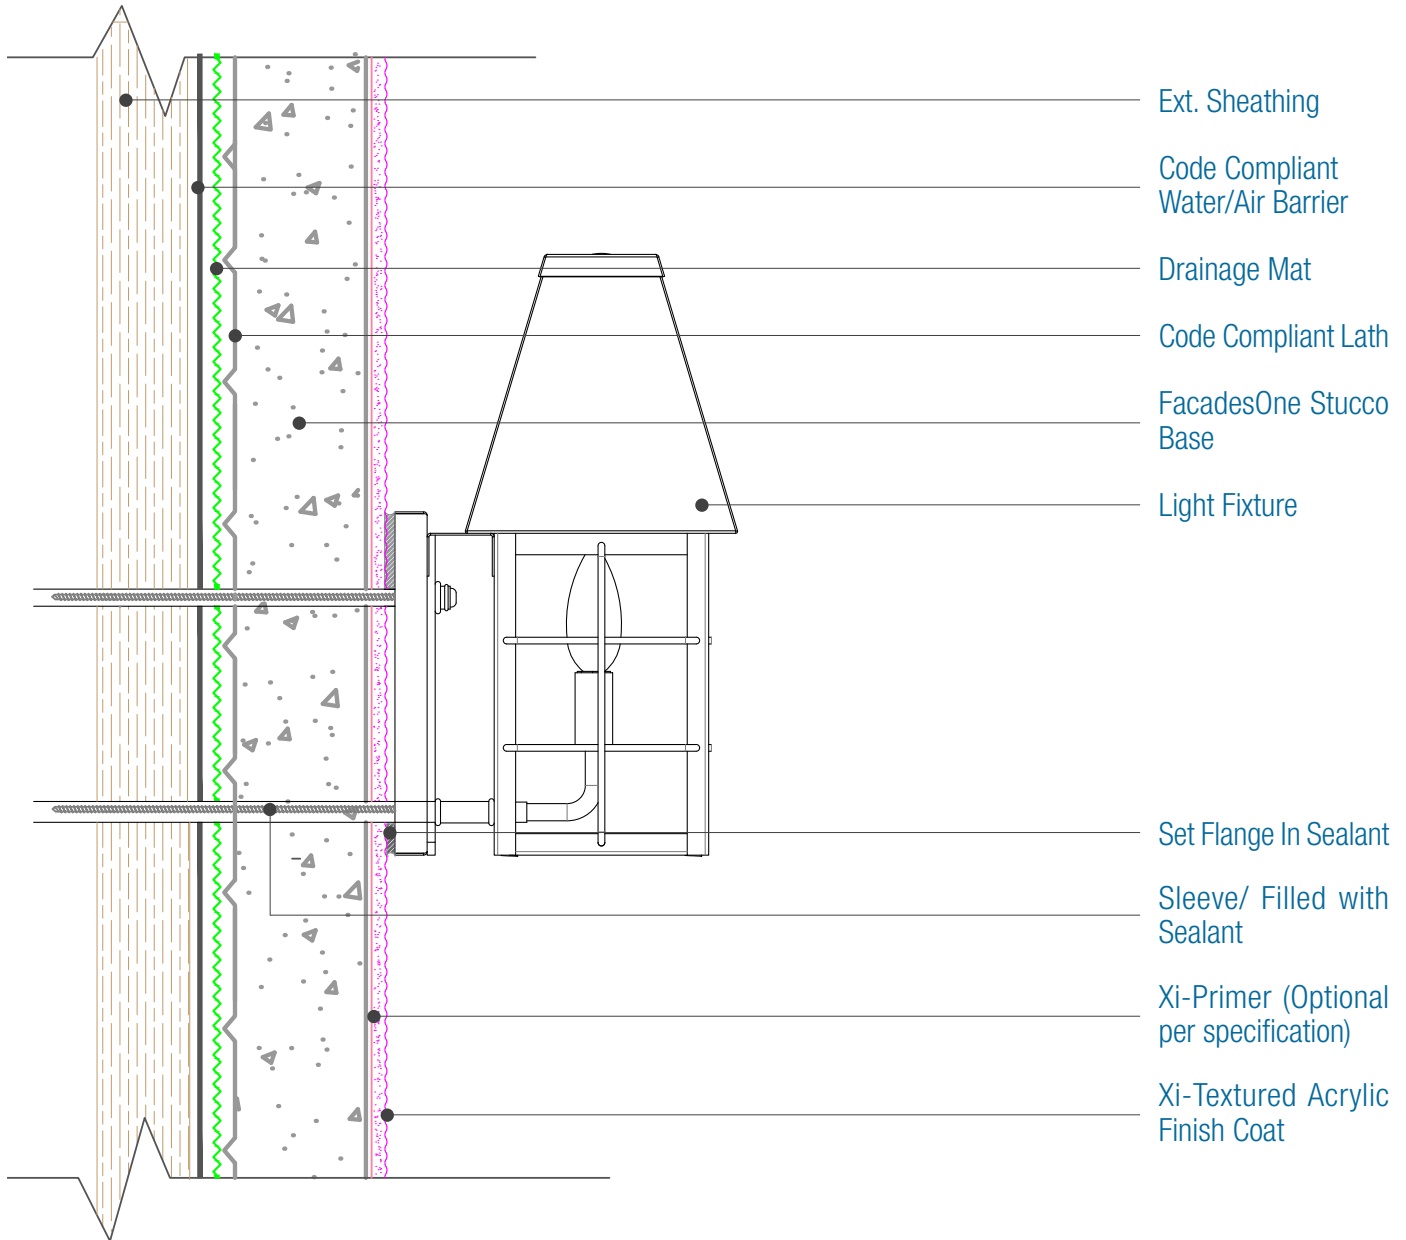 Ext. Sheathing
Code Compliant
Water/Air Barrier
Drainage Mat
Code Compliant Lath
FacadesOne Stucco
Base
Light Fixture
Set Flange In Sealant
Sleeve/ Filled with
Sealant
Xi-Primer (Optional
per specification)
Xi-Textured Acrylic
Finish Coat